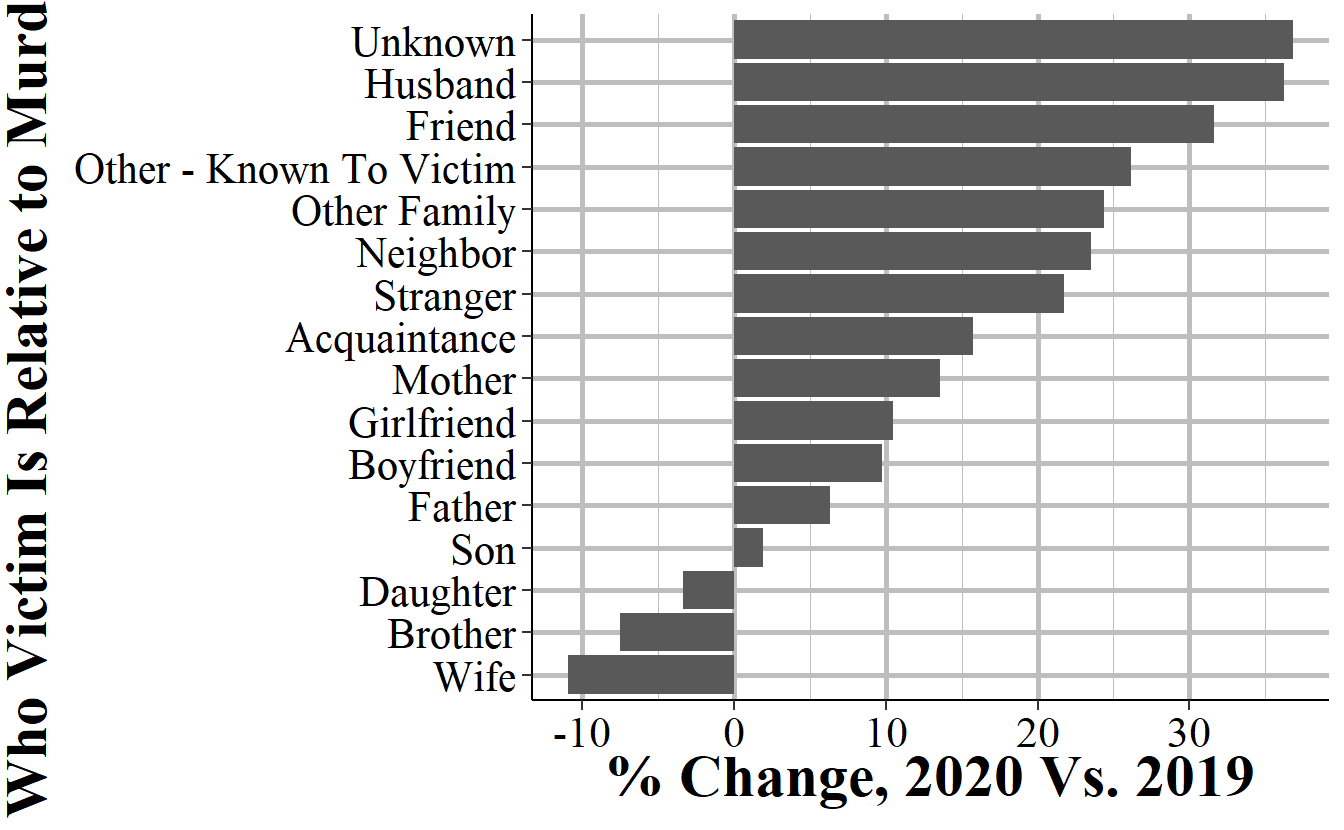 Who Victim Is Relative to Murd
Unknown
Husband
Friend
Other - Known To Victim
Other Family
Neighbor
Stranger
Acquaintance
Mother
Girlfriend
Boyfriend
Father
Son
Daughter
Brother
Wife
-10 0 10 20 30
% Change, 2020 Vs. 2019